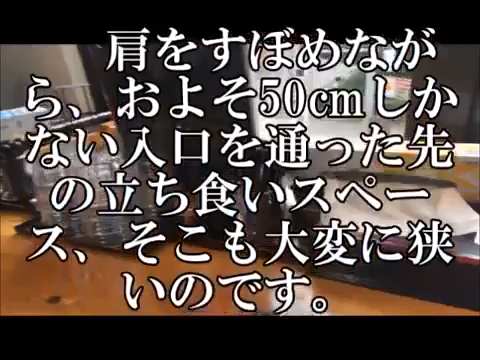 肩をすぼめなが
ら、およそ50cmしか
ない入口を通った先
の立ち食いスペー
ス、そこも大変に狭
いのです。